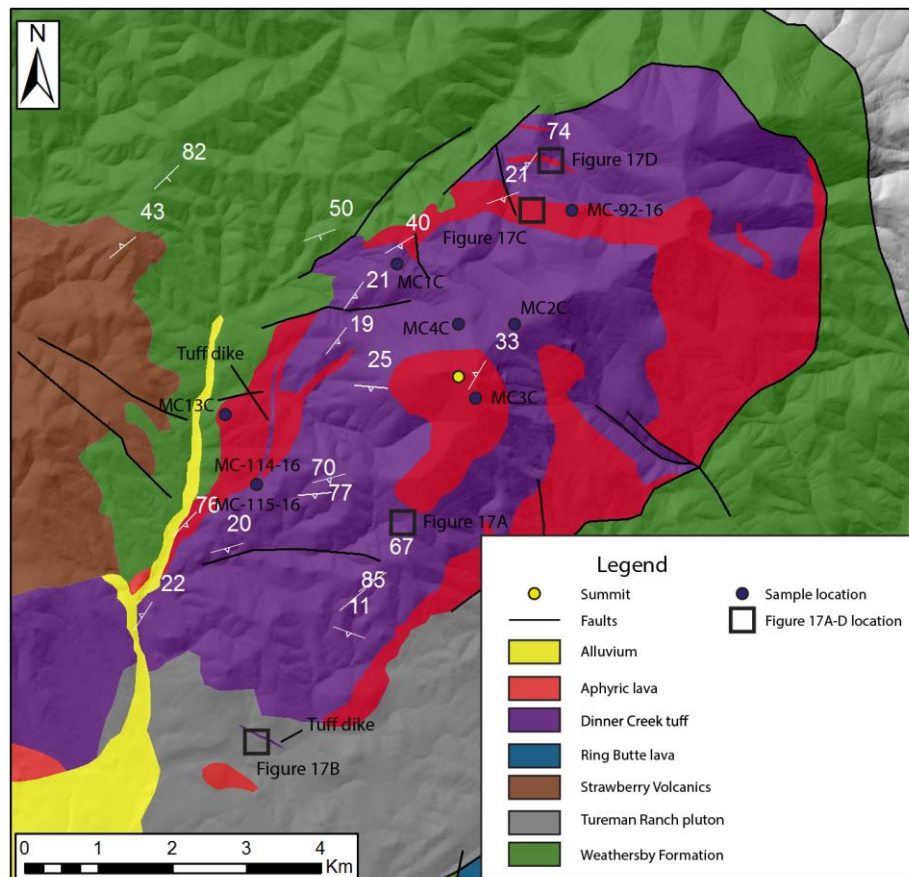 N
74
Figure 17D
82
21
MC-92-16
43
50
40
Figure 17C
21
MC1C
19
MC4C
MC2C
Tuff dike
25
33
MC13C
MC3C
MC-114-16
70
MC-115-16
77
76
20
Figure 17A
67
22
85
11
Tuff dike
Figure 17B
Legend
Summit
Sample location
Faults
Figure 17A-D location
Alluvium
Aphyric lava
Dinner Creek tuff
Ring Butte lava
Strawberry Volcanics
Tureman Ranch pluton
Weathersby Formation
0 1 2 3 4
Km